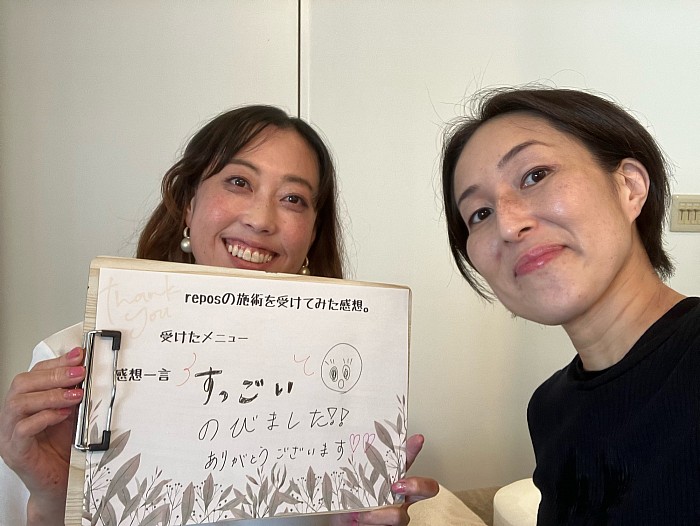 thank
you
reposの施術を受けてみた感想。
受けたメニュー
感想一言
すっごい
のびました!!
ありがとうございます♡♡